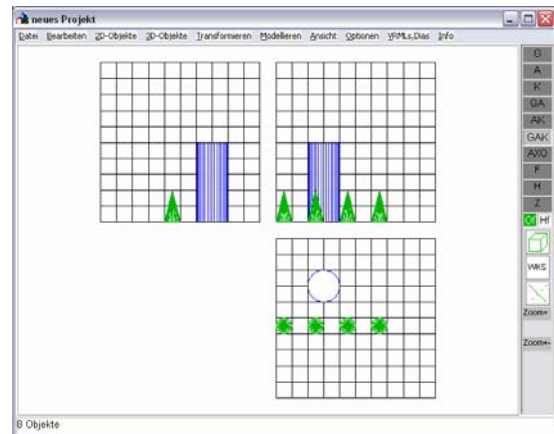 neues Projekt
Datei Bearbeiten 2D-Objekte 3D-Objekte Transformieren Modellieren Ansicht Optionen VRMLs,Dias Info
G
A
K
GA
AK
GAK
AXO
F
H
Z
Of Hf
WKS
Zoom+
Zoom+-
8 Objekte